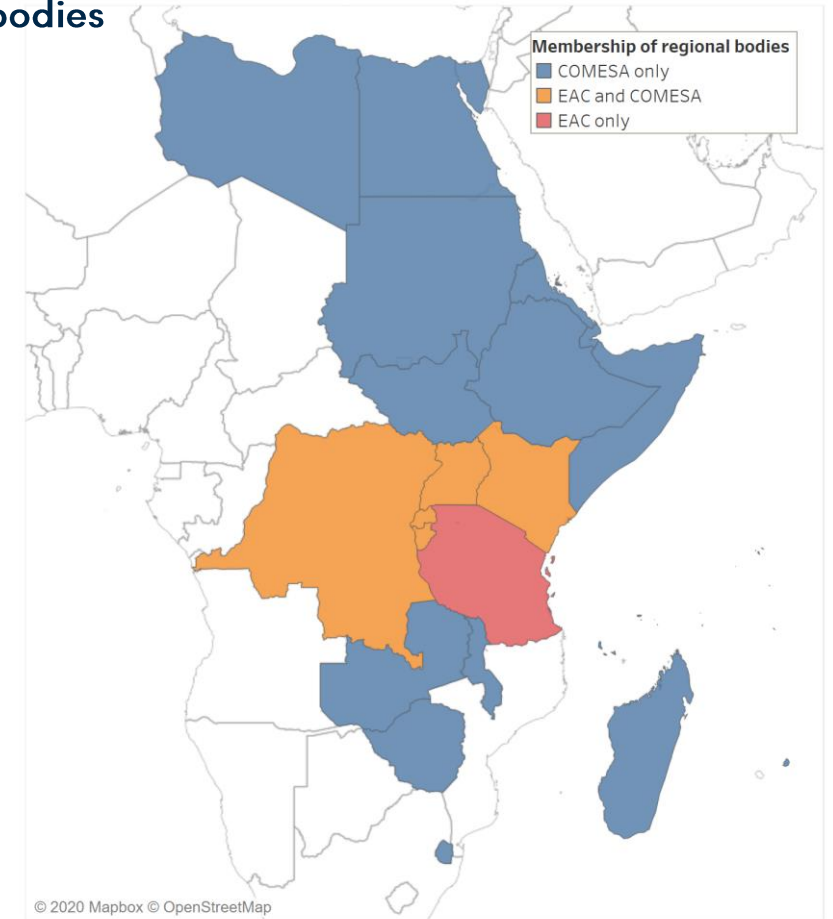 bodies
Membership of regional bodies
COMESA only
EAC and COMESA
EAC only
© 2020 Mapbox © OpenStreetMap